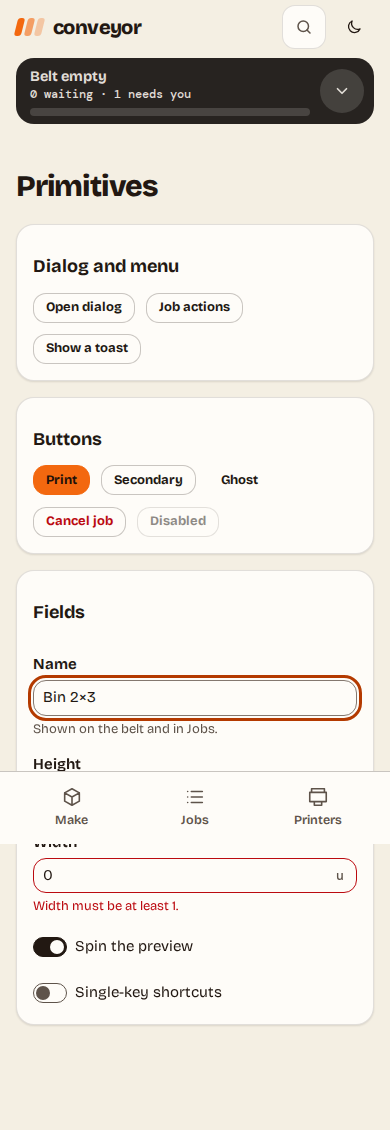 conveyor
Belt empty
0 waiting · 1 needs you
Primitives
Dialog and menu
Open dialog
Job actions
Show a toast
Buttons
Print
Secondary
Ghost
Cancel job
Disabled
Fields
Name
Bin 2×3
Shown on the belt and in Jobs.
Height
Make
Jobs
Printers
Width
0
u
Width must be at least 1.
Spin the preview
Single-key shortcuts